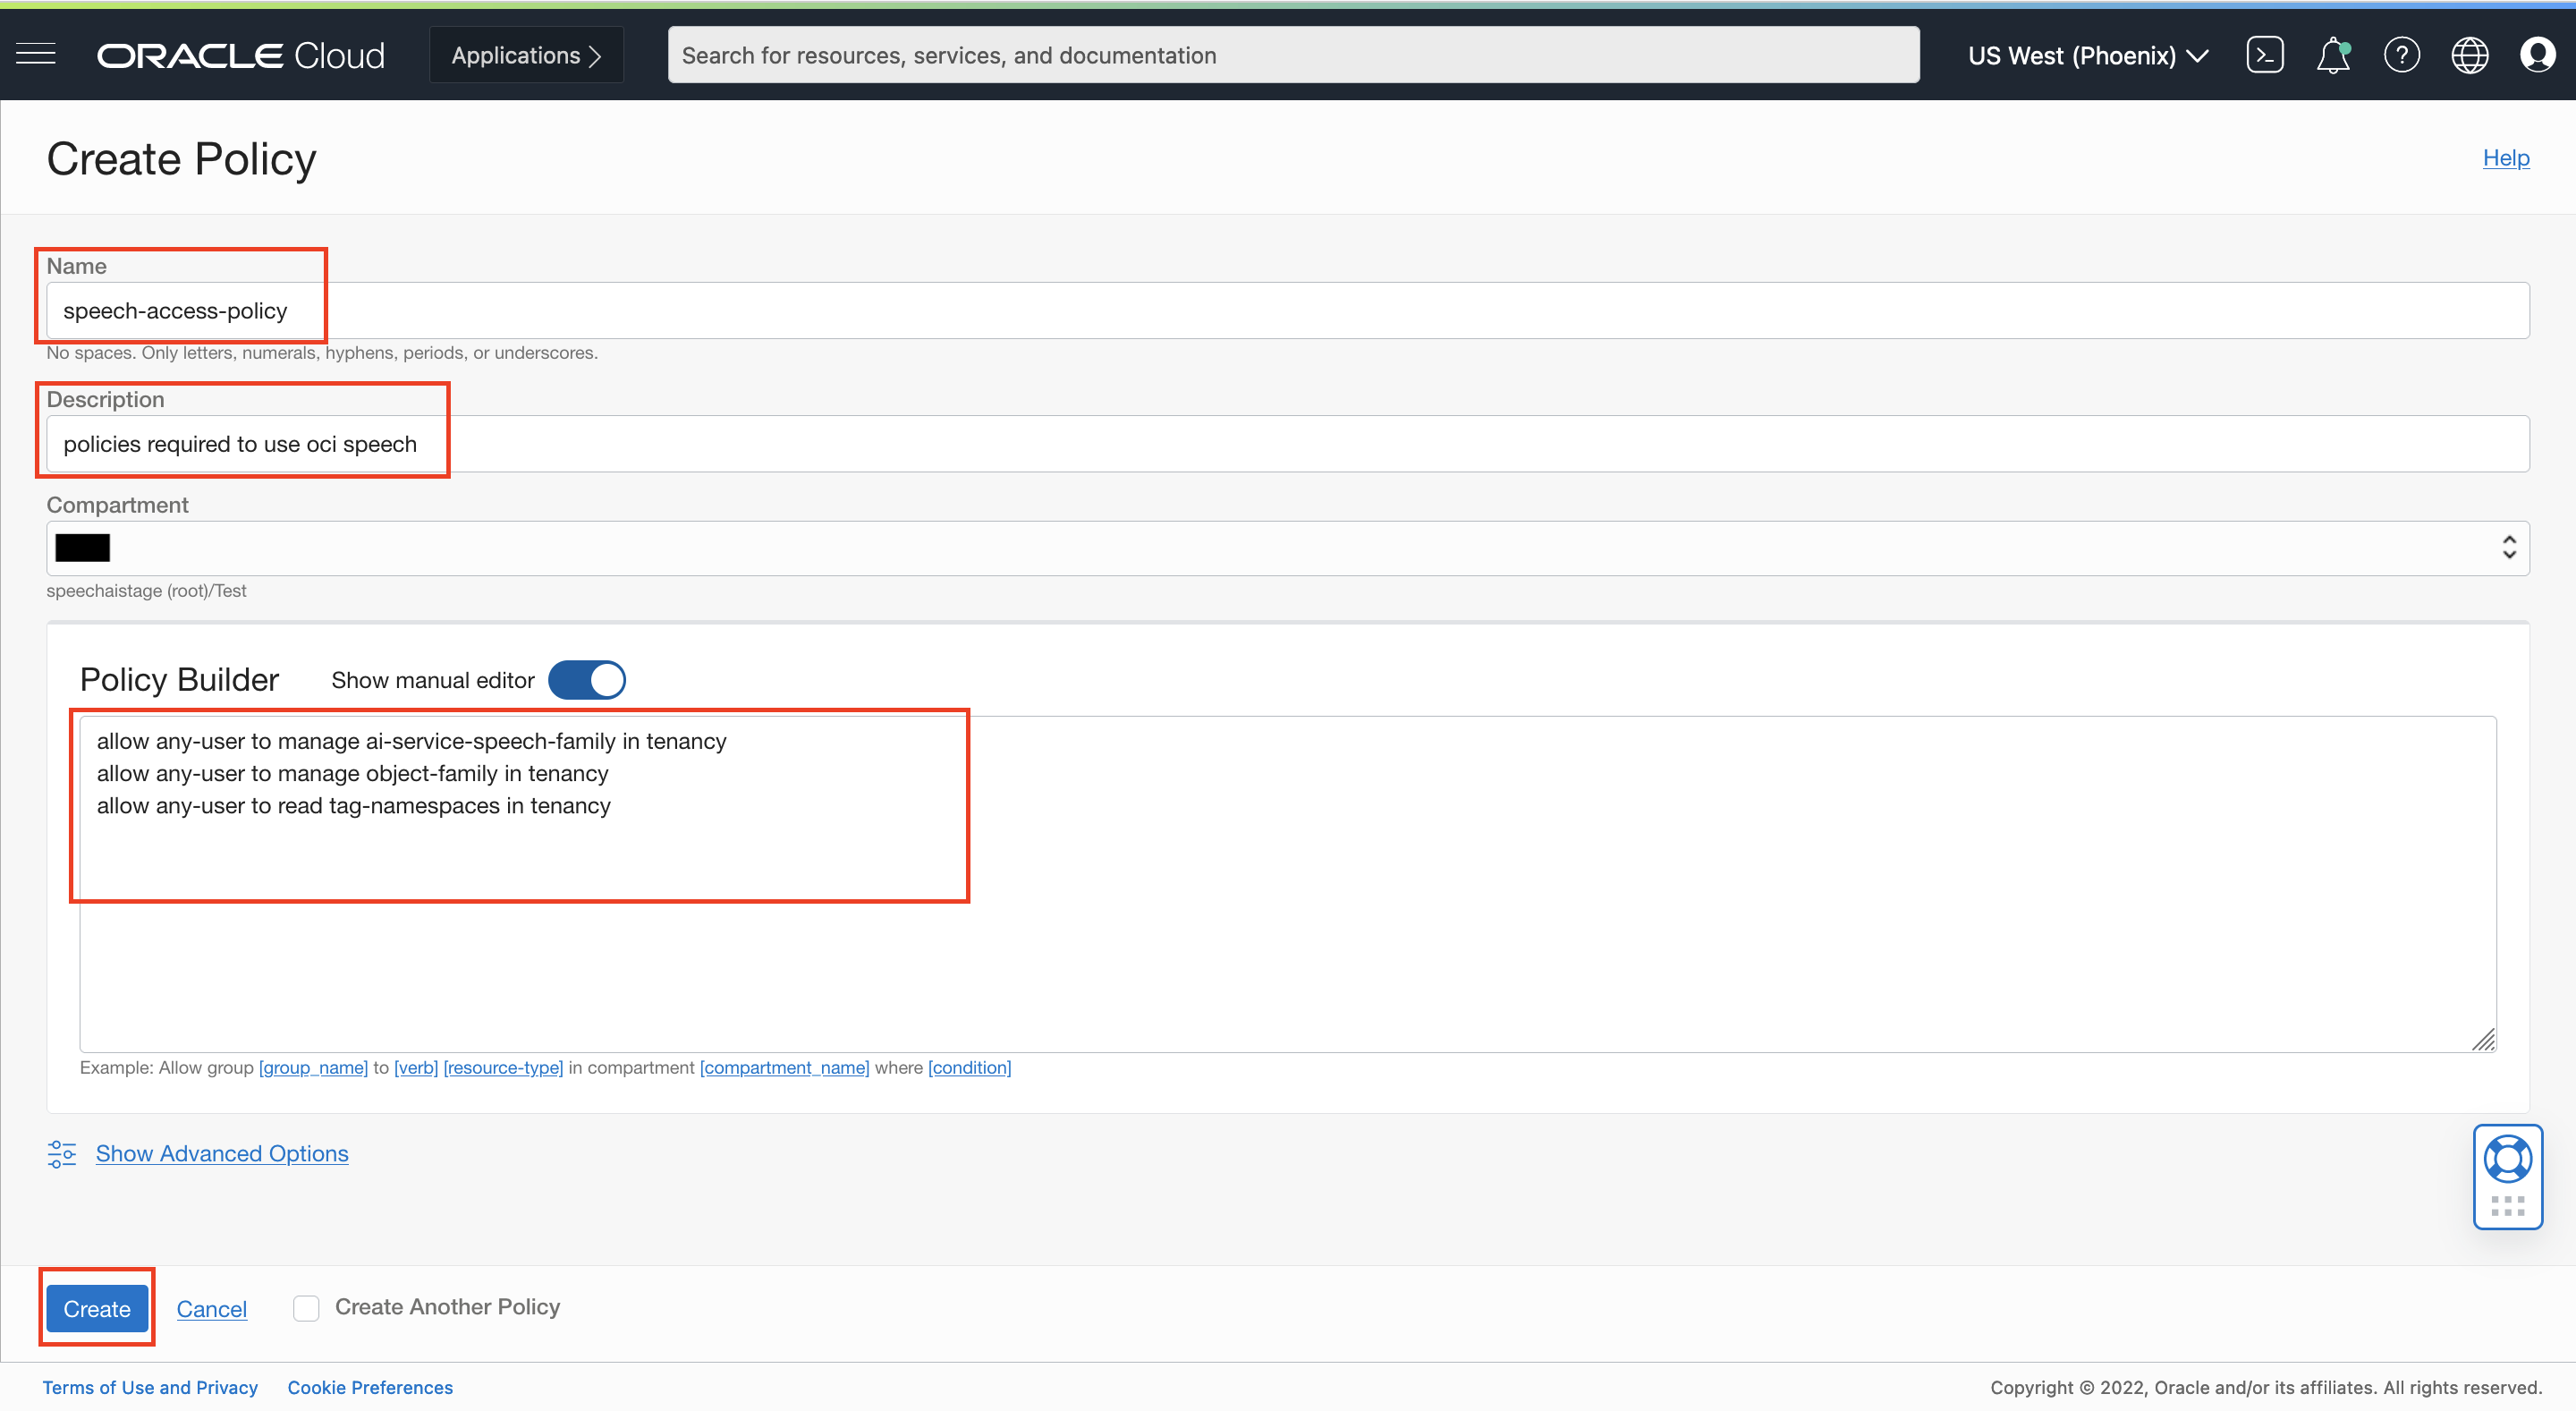 ORACLE Cloud
Applications
Search for resources, services, and documentation
US West (Phoenix)
Create Policy
Help
Name
speech-access-policy
No spaces. Only letters, numerals, hyphens, periods, or underscores.
Description
policies required to use oci speech
Compartment
speechaistage (root)/Test
Policy Builder
Show manual editor
allow any-user to manage ai-service-speech-family in tenancy
allow any-user to manage object-family in tenancy
allow any-user to read tag-namespaces in tenancy
Example: Allow group [group_name] to [verb] [resource-type] in compartment [compartment_name] where [condition]
Show Advanced Options
Create
Cancel
Create Another Policy
Terms of Use and Privacy
Cookie Preferences
Copyright © 2022, Oracle and/or its affiliates. All rights reserved.